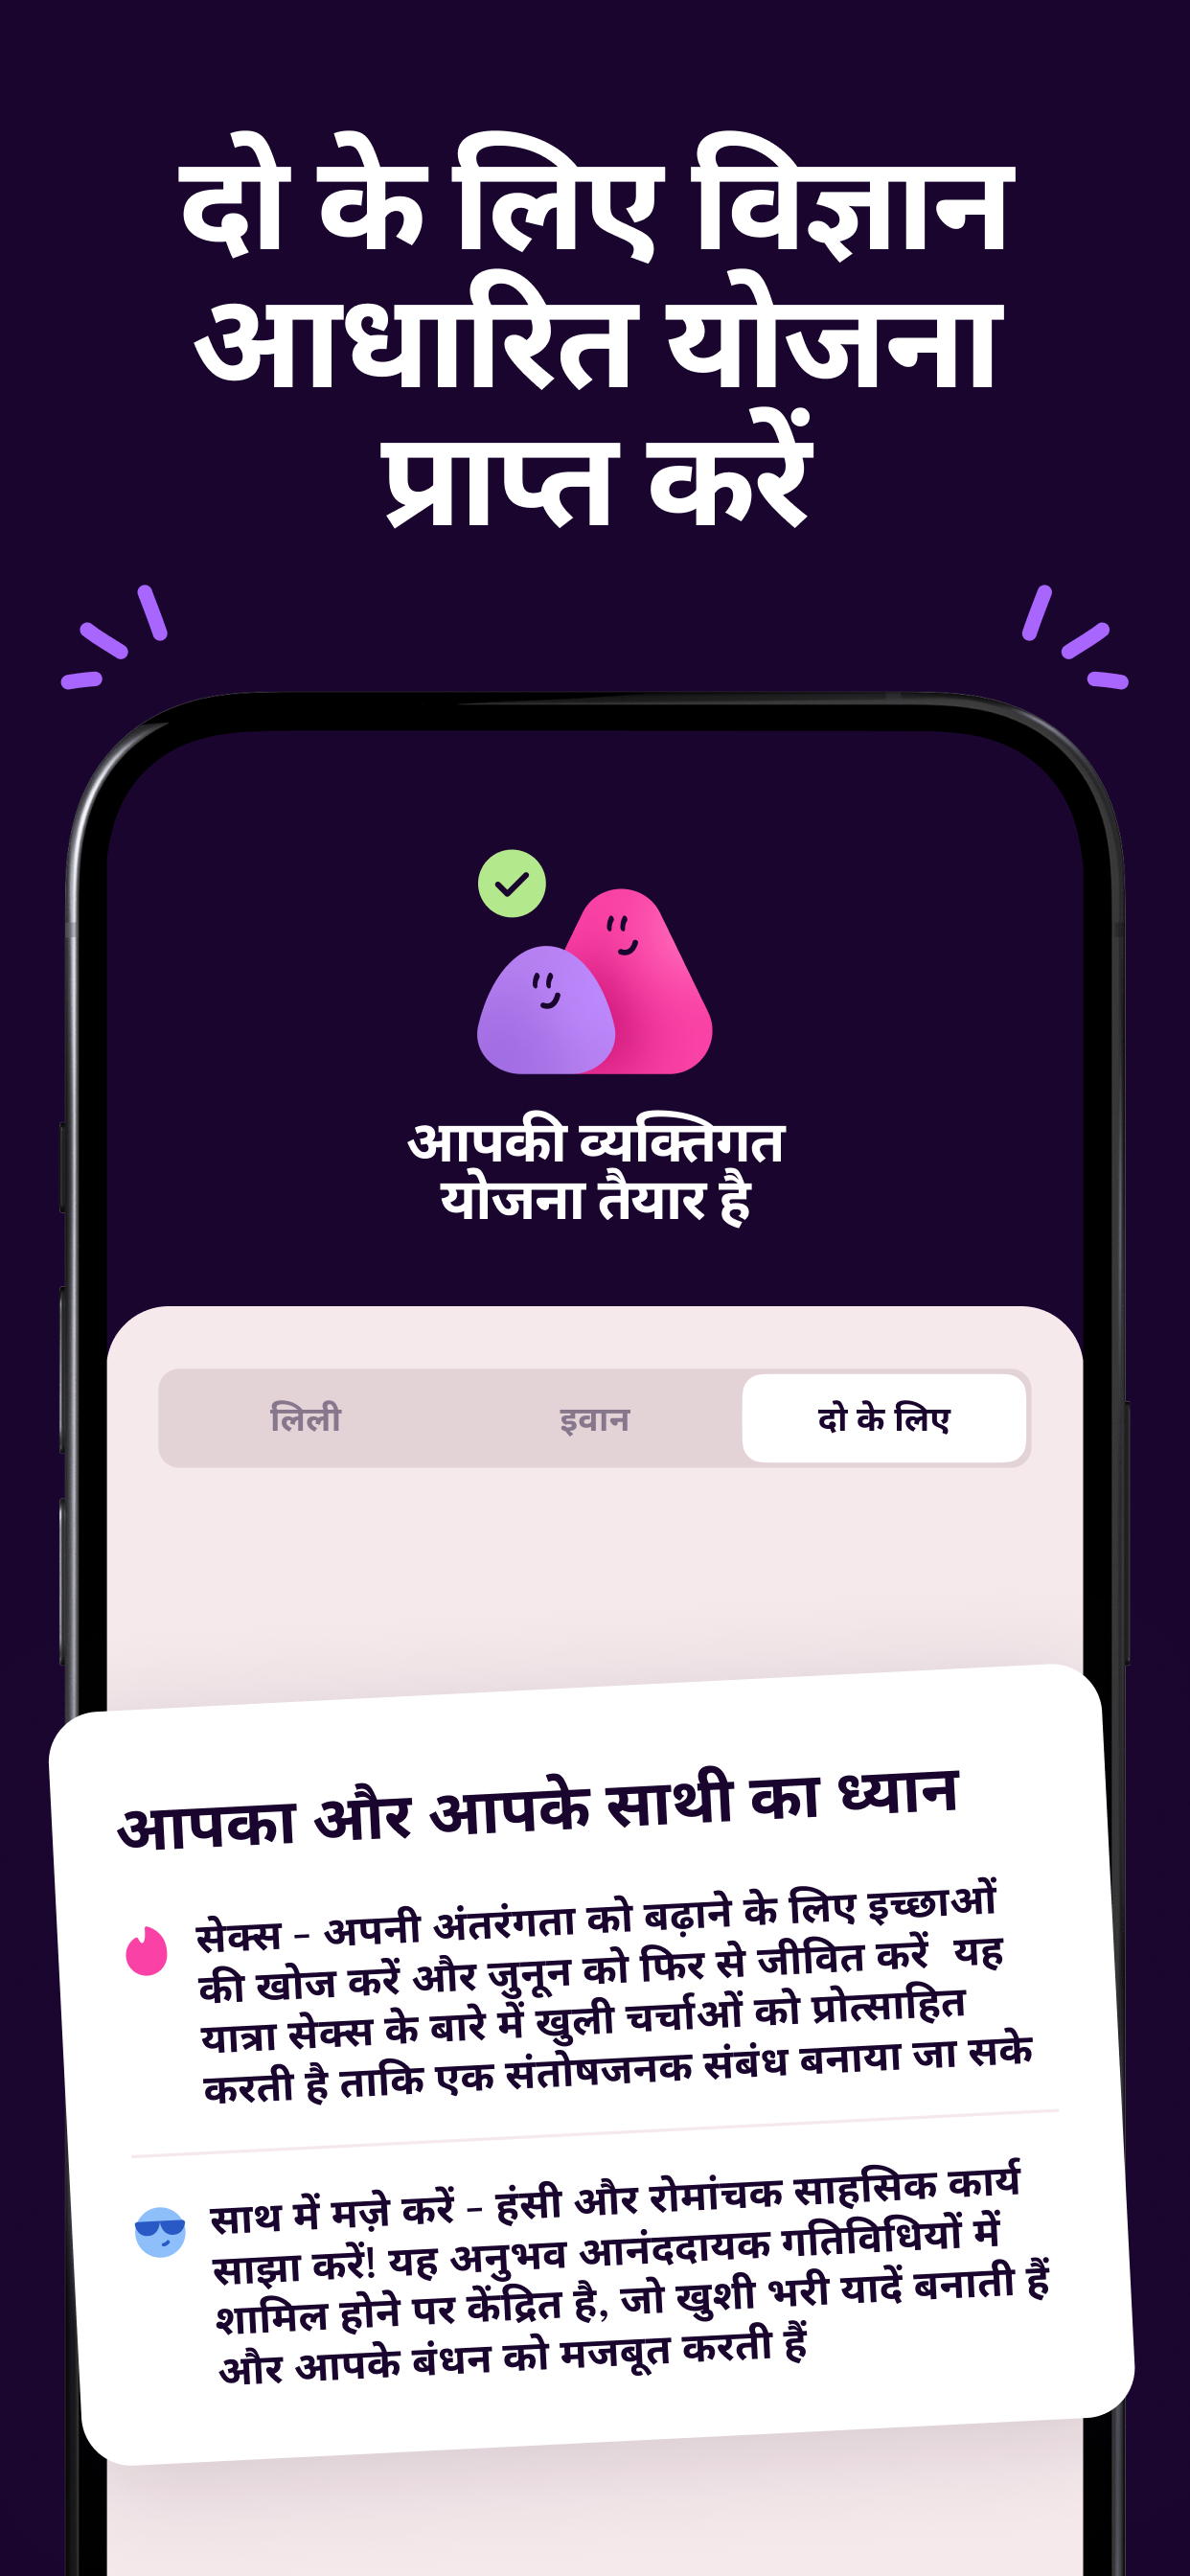 दो के लिए विज्ञान
आधारित योजना
प्राप्त करें
आपकी व्यक्तिगत
योजना तैयार है
लिली
इवान
दो के लिए
आपका और आपके साथी का ध्यान
सेक्स - अपनी अंतरंगता को बढ़ाने के लिए इच्छाओं
की खोज करें और जुनून को फिर से जीवित करें  यह
यात्रा सेक्स के बारे में खुली चर्चाओं को प्रोत्साहित
करती है ताकि एक संतोषजनक संबंध बनाया जा सके
साथ में मज़े करें - हंसी और रोमांचक साहसिक कार्य
साझा करें! यह अनुभव आनंददायक गतिविधियों में
शामिल होने पर केंद्रित है, जो खुशी भरी यादें बनाती हैं
और आपके बंधन को मजबूत करती हैं